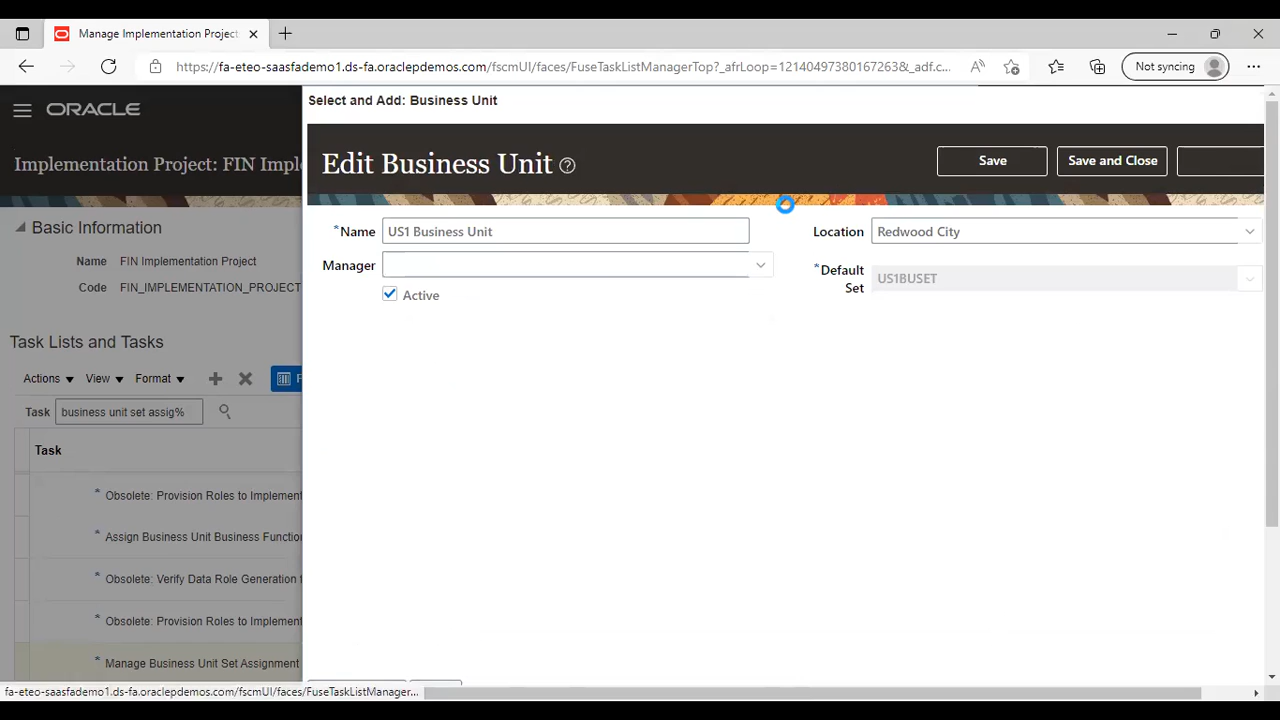 Manage Implementation Project:
https://fa-eteo-saasfademo1.ds-fa.oraclepdemos.com/fscmUI/faces/FuseTaskListManagerTop?_afrLoop=12140497380167263&_adf.c...
Not syncing
ORACLE
Implementation Project: FIN Imple
Basic Information
Name FIN Implementation Project
Code FIN_IMPLEMENTATION_PROJECT
Task Lists and Tasks
Actions View Format
Task business unit set assig%
Task
* Obsolete: Provision Roles to Implement
* Assign Business Unit Business Function
* Obsolete: Verify Data Role Generation
* Obsolete: Provision Roles to Implement
* Manage Business Unit Set Assignment
Select and Add: Business Unit
Edit Business Unit
Save
Save and Close
*Name US1 Business Unit
Location Redwood City
Manager
*Default
Set US1BUSET
Active
fa-eteo-saasfademo1.ds-fa.oraclepdemos.com/fscmUI/faces/FuseTaskListManager...